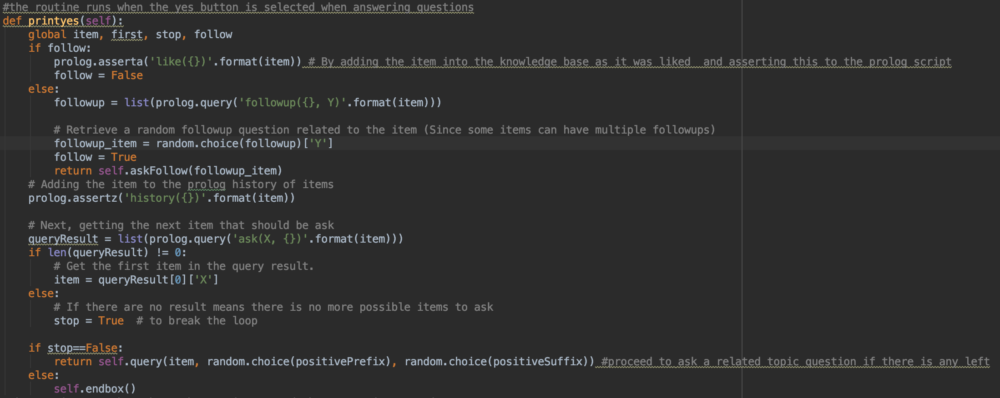 #the routine runs when the yes button is selected when answering questions
def printyes(self):
    global item, first, stop, follow
    if follow:
        prolog.asserta('like({})'.format(item)) # By adding the item into the knowledge base as it was liked  and asserting this to the prolog script
        follow = False
    else:
        followup = list(prolog.query('followup({}, Y)'.format(item)))

        # Retrieve a random followup question related to the item (Since some items can have multiple followups)
        followup_item = random.choice(followup)['Y']
        follow = True
        return self.askFollow(followup_item)
    # Adding the item to the prolog history of items
    prolog.assertz('history({})'.format(item))

    # Next, getting the next item that should be ask
    queryResult = list(prolog.query('ask(X, {})'.format(item)))
    if len(queryResult) != 0:
        # Get the first item in the query result.
        item = queryResult[0]['X']
    else:
        # If there are no result means there is no more possible items to ask
        stop = True  # to break the loop

    if stop==False:
        return self.query(item, random.choice(positivePrefix), random.choice(positiveSuffix)) #proceed to ask a related topic question if there is any left
    else:
        self.endbox()